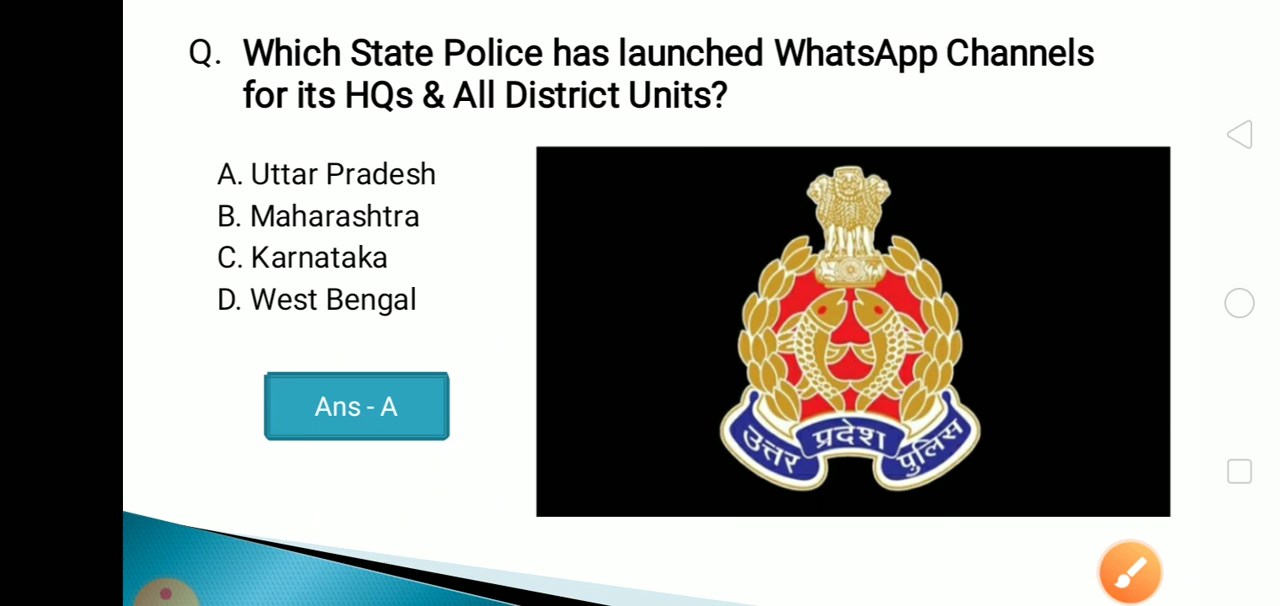 Q. Which State Police has launched WhatsApp Channels
for its HQs & All District Units?
A. Uttar Pradesh
B. Maharashtra
C. Karnataka
D. West Bengal
Ans - A
उत्तर प्रदेश पुलिस